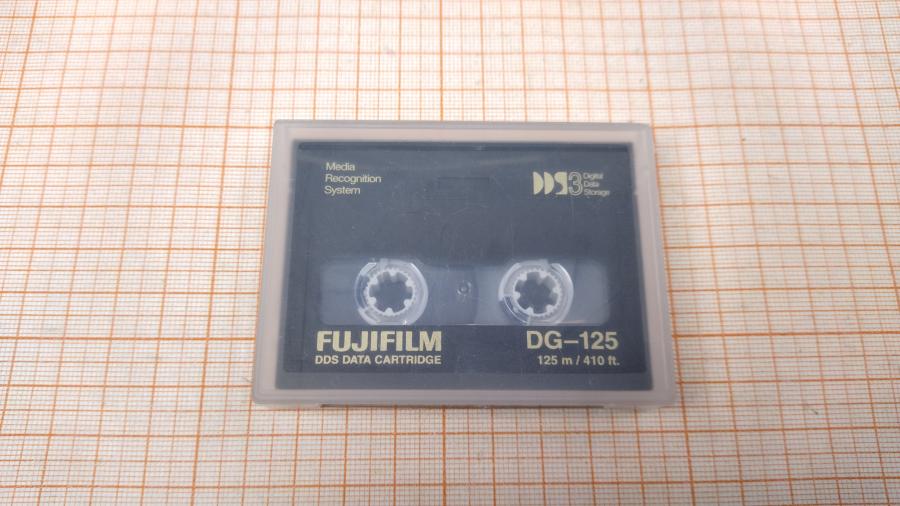 Media
Recognition
System
DDS3 Digital
Data
Storage
FUJIFILM
DDS DATA CARTRIDGE
DG-125
125 m / 410 ft.